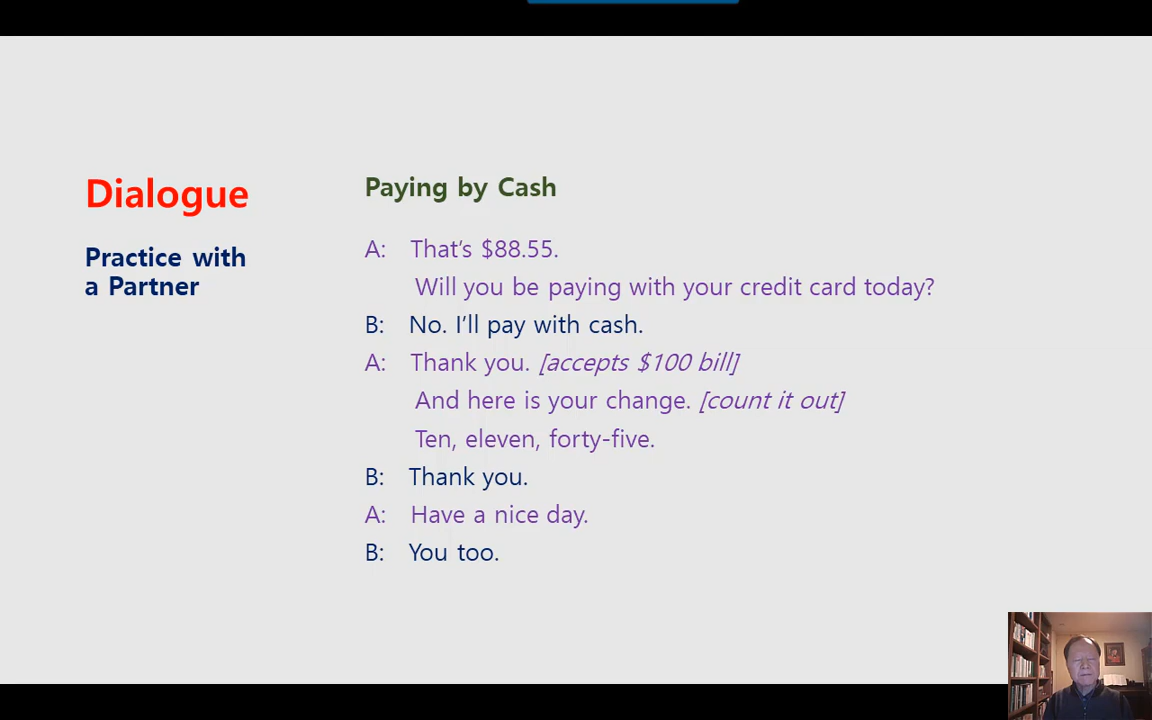 Dialogue
Practice with
a Partner
Paying by Cash
A: That's $88.55.
Will you be paying with your credit card today?
B: No. I'll pay with cash.
A: Thank you. [accepts $100 bill]
And here is your change. [count it out]
Ten, eleven, forty-five.
B: Thank you.
A: Have a nice day.
B: You too.